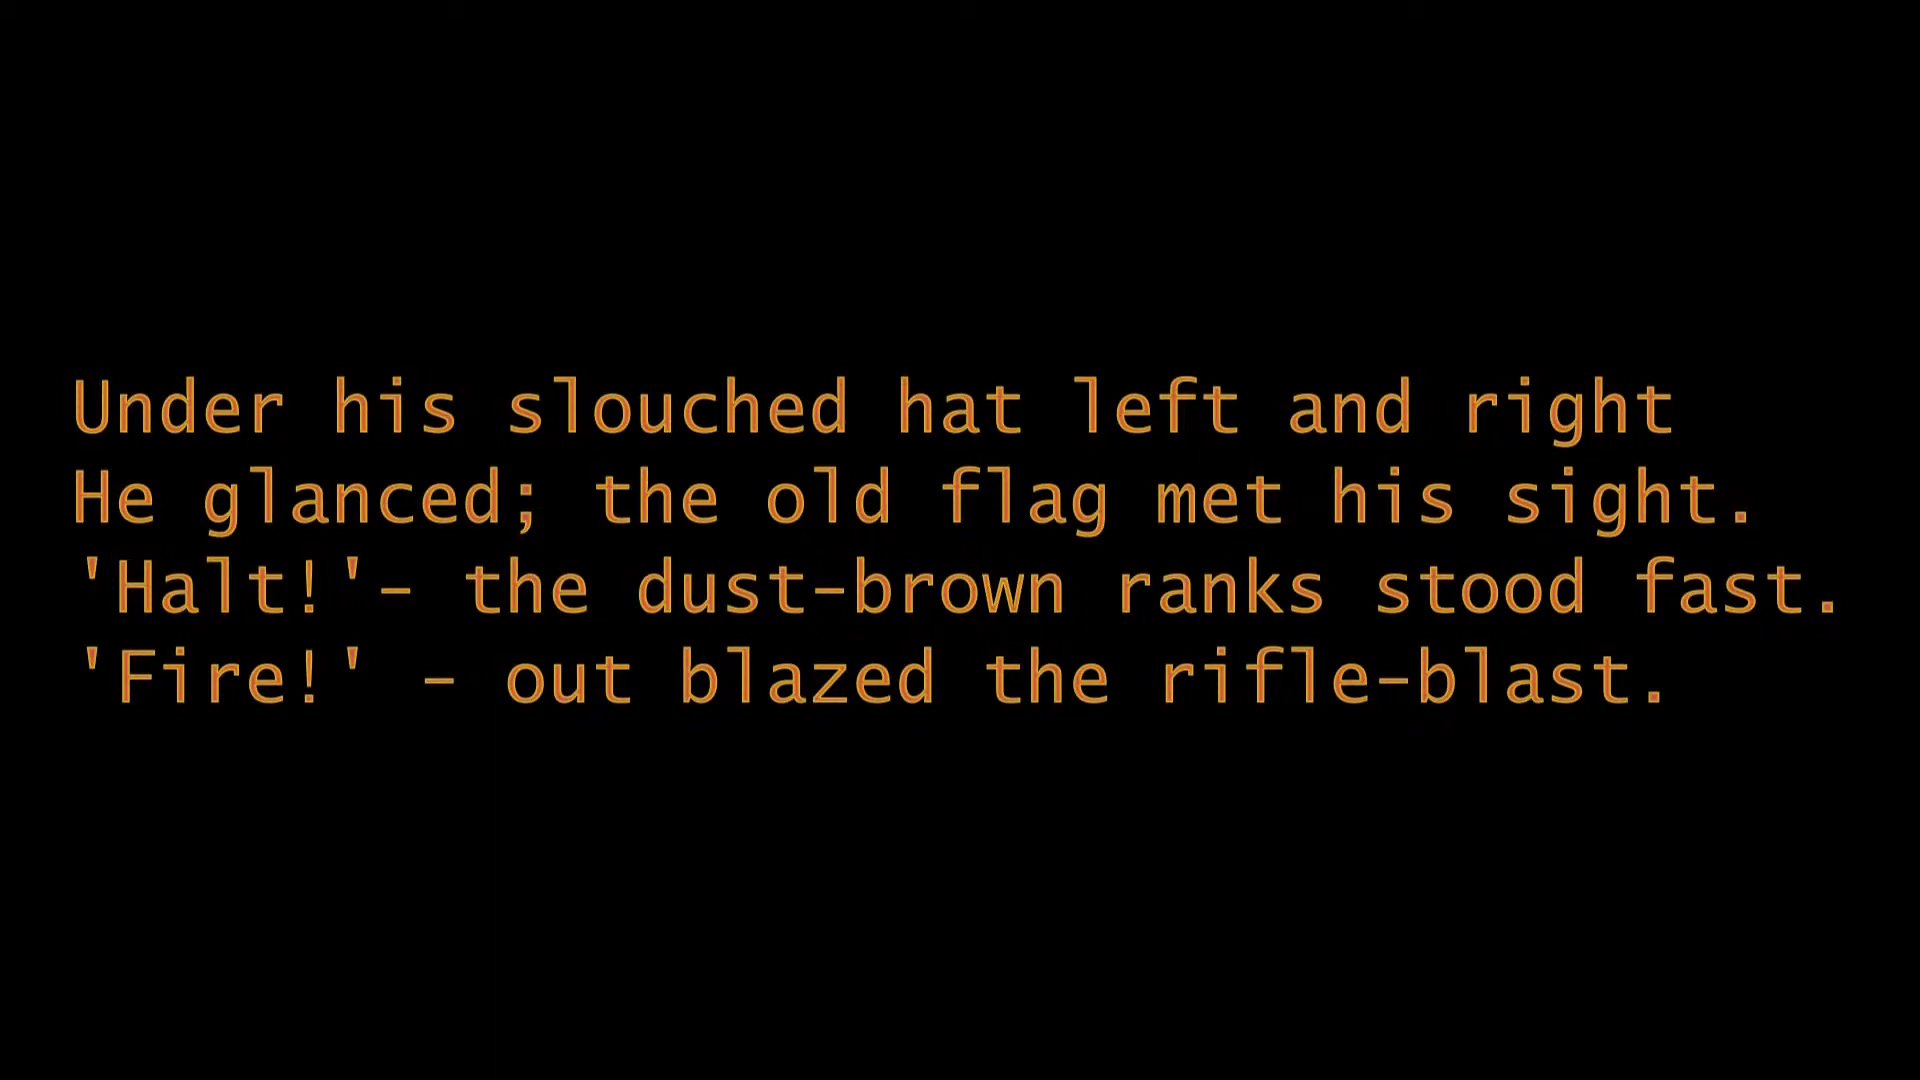 Under his slouched hat left and right
He glanced; the old flag met his sight.
'Halt!'- the dust-brown ranks stood fast.
'Fire!' - out blazed the rifle-blast.